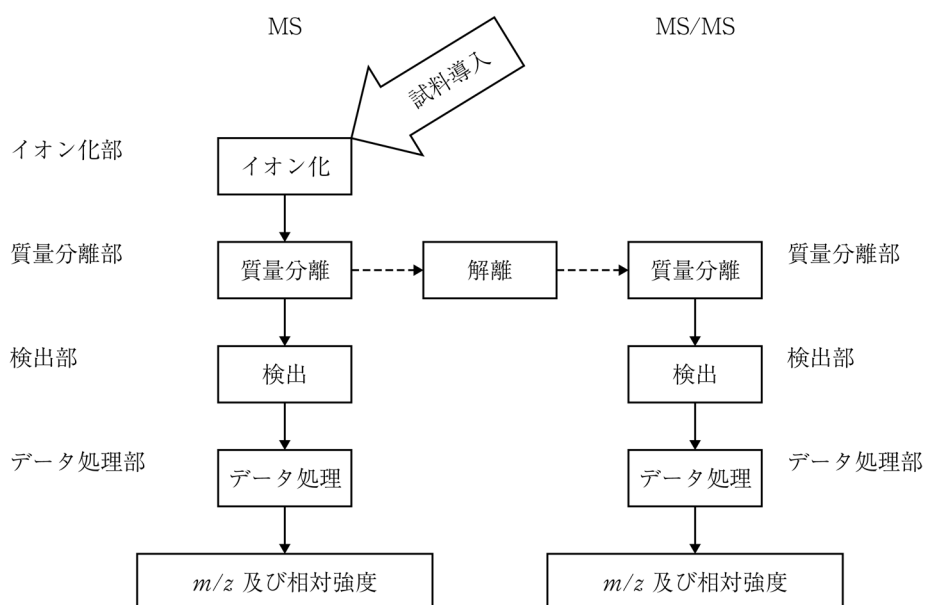 MS
MS/MS
試料導入
イオン化部
イオン化
質量分離部
質量分離
解離
質量分離
質量分離部
検出部
検出
検出
検出部
データ処理部
データ処理
データ処理
データ処理部
m/z 及び相対強度
m/z 及び相対強度